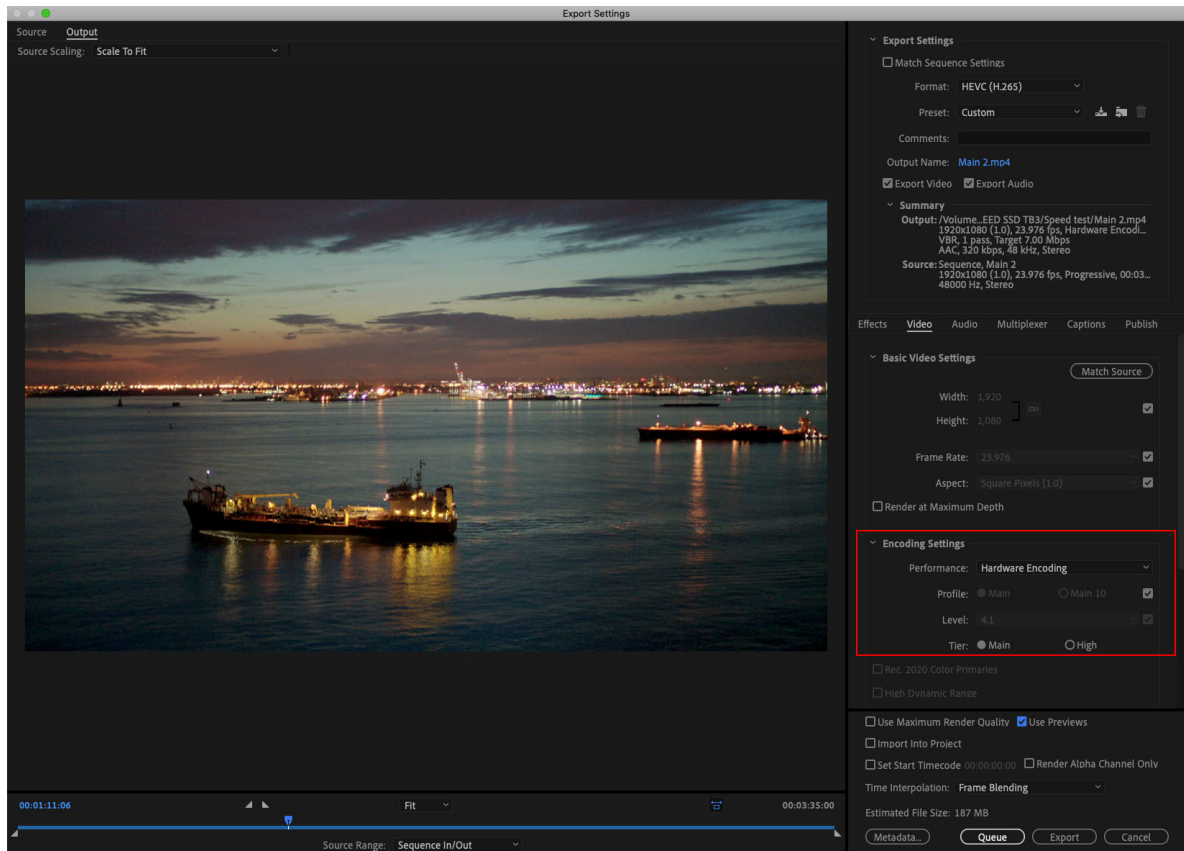 Export Settings
Source Output
Source Scaling: Scale To Fit
Export Settings
Match Sequence Settings
Format: HEVC (H.265)
Preset: Custom
Comments:
Output Name: Main 2.mp4
Export Video Export Audio
Summary
Output: /Volume...EED SSD TB3/Speed test/Main 2.mp4
1920x1080 (1.0), 23.976 fps, Hardware Encodi...
VBR, 1 pass, Target 7.00 Mbps
AAC, 320 kbps, 48 kHz, Stereo
Source: Sequence, Main 2
1920x1080 (1.0), 23.976 fps, Progressive, 00:03...
48000 Hz, Stereo
Effects Video Audio Multiplexer Captions Publish
Basic Video Settings
Match Source
Width: 1,920
Height: 1,080
Frame Rate: 23.976
Aspect: Square Pixels (1.0)
Render at Maximum Depth
Encoding Settings
Performance: Hardware Encoding
Profile: Main Main 10
Level: 4.1
Tier: Main High
Rec. 2020 Color Primaries
High Dynamic Range
Use Maximum Render Quality Use Previews
Import Into Project
Set Start Timecode 00:00:00:00 Render Alpha Channel Only
Time Interpolation: Frame Blending
Estimated File Size: 187 MB
Metadata... Queue Export Cancel
00:01:11:06 Fit 00:03:35:00
Source Range: Sequence In/Out